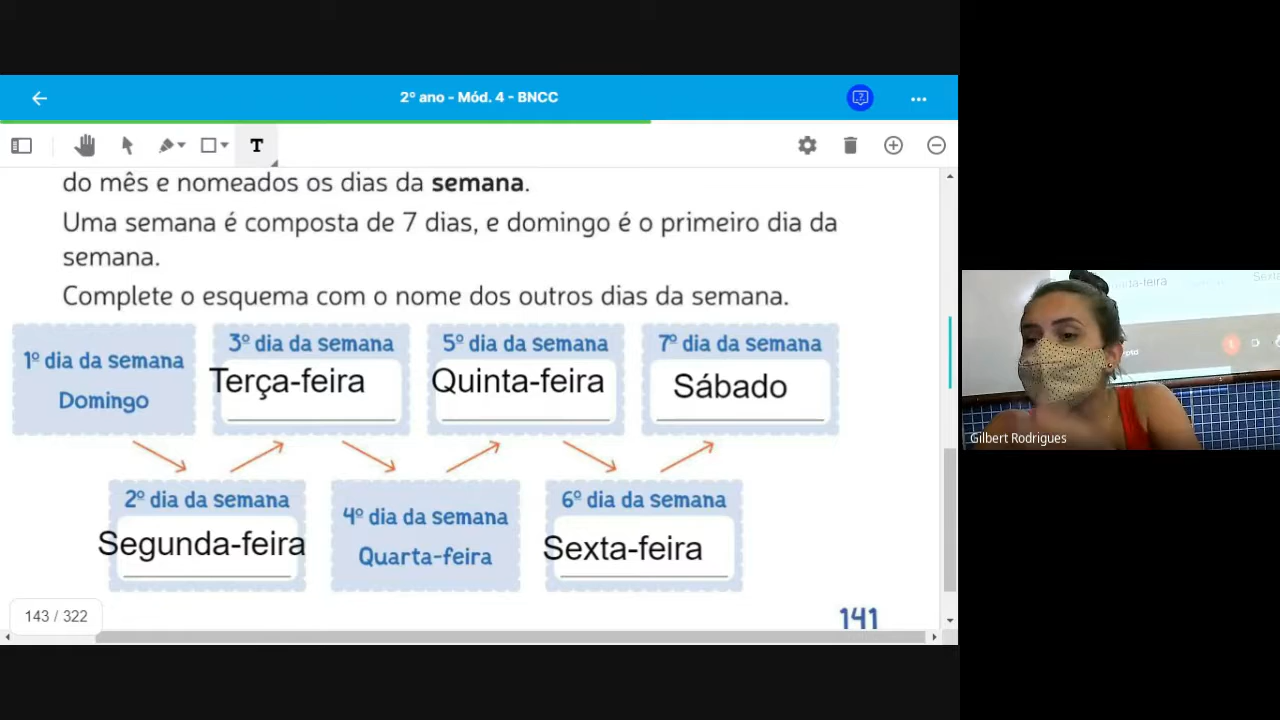 2º ano - Mód. 4 - BNCC
T
do mês e nomeados os dias da semana.
Uma semana é composta de 7 dias, e domingo é o primeiro dia da
semana.
Complete o esquema com o nome dos outros dias da semana.
1º dia da semana
Domingo
3º dia da semana
Terça-feira
5º dia da semana
Quinta-feira
7º dia da semana
Sábado
2º dia da semana
Segunda-feira
4º dia da semana
Quarta-feira
6º dia da semana
Sexta-feira
143 / 322
141
ta-feira
Sext
Gilbert Rodrigues